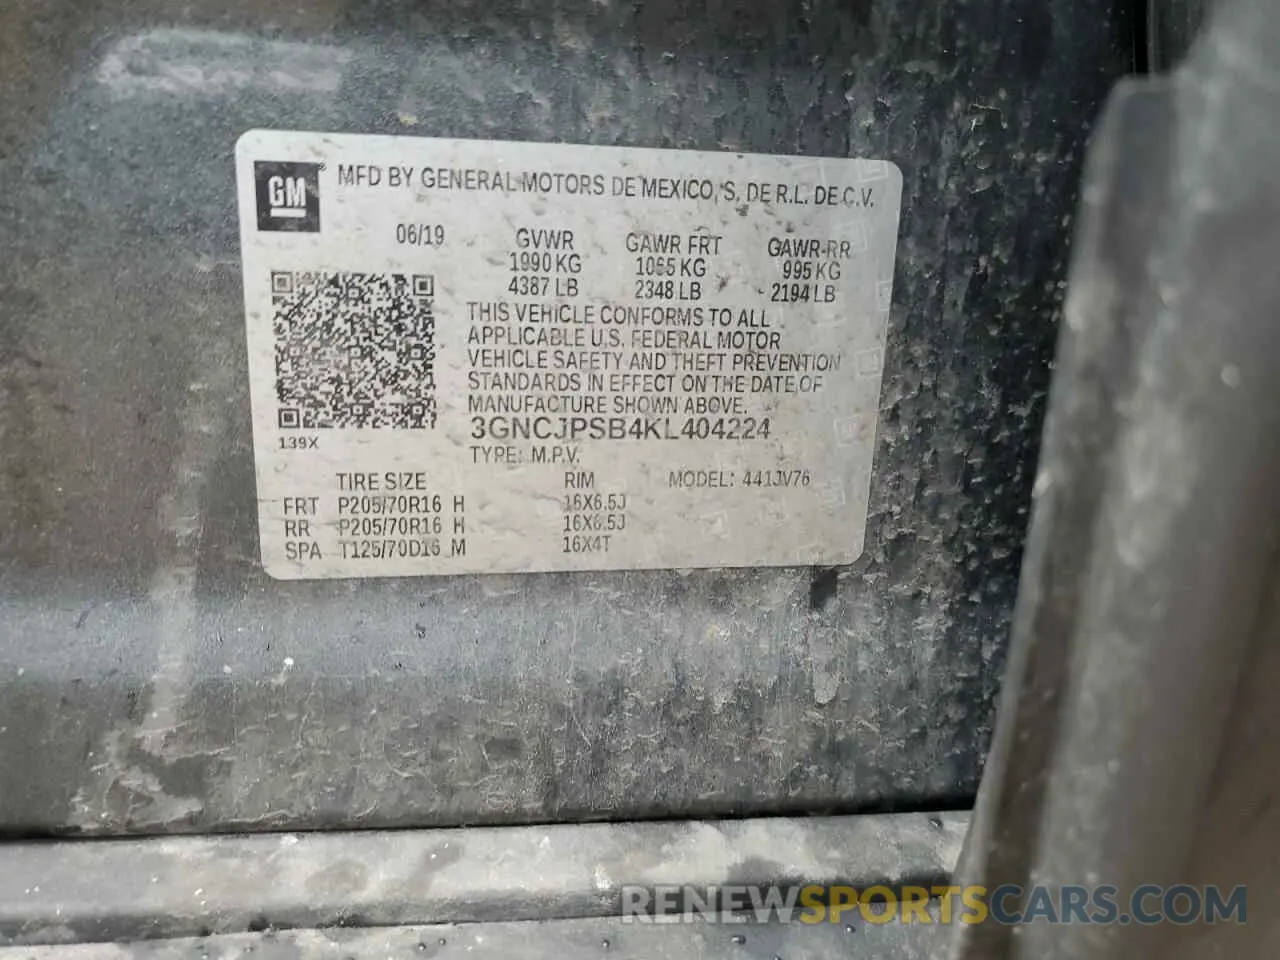 GM
MFD BY GENERAL MOTORS DE MEXICO, S. DE R.L. DE C.V.
06/19 GVWR GAWR FRT GAWR RR
1990 KG 1065 KG 995 KG
4387 LB 2348 LB 2194 LB
THIS VEHICLE CONFORMS TO ALL
APPLICABLE U.S. FEDERAL MOTOR
VEHICLE SAFETY AND THEFT PREVENTION
STANDARDS IN EFFECT ON THE DATE OF
MANUFACTURE SHOWN ABOVE.
139X
3GNCJPSB4KL404224
TYPE: M.P.V.
TIRE SIZE RIM MODEL: 441JV76
FRT P205/70R16 H 16X6.5J
RR P205/70R16 H 16X6.5J
SPA T125/70D16 M 16X4T
RENEWSPORTSCARS.COM